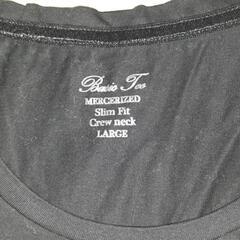 Basic Tee
MERCERIZED
Slim Fit
Crew neck
LARGE